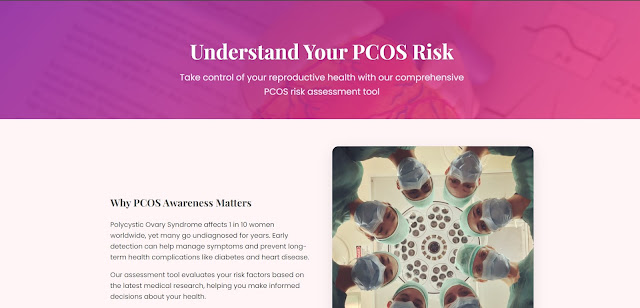 Understand Your PCOS Risk
Take control of your reproductive health with our comprehensive
PCOS risk assessment tool
Why PCOS Awareness Matters
Polycystic Ovary Syndrome affects 1 in 10 women
worldwide, yet many go undiagnosed for years. Early
detection can help manage symptoms and prevent long-
term health complications like diabetes and heart disease.
Our assessment tool evaluates your risk factors based on
the latest medical research, helping you make informed
decisions about your health.